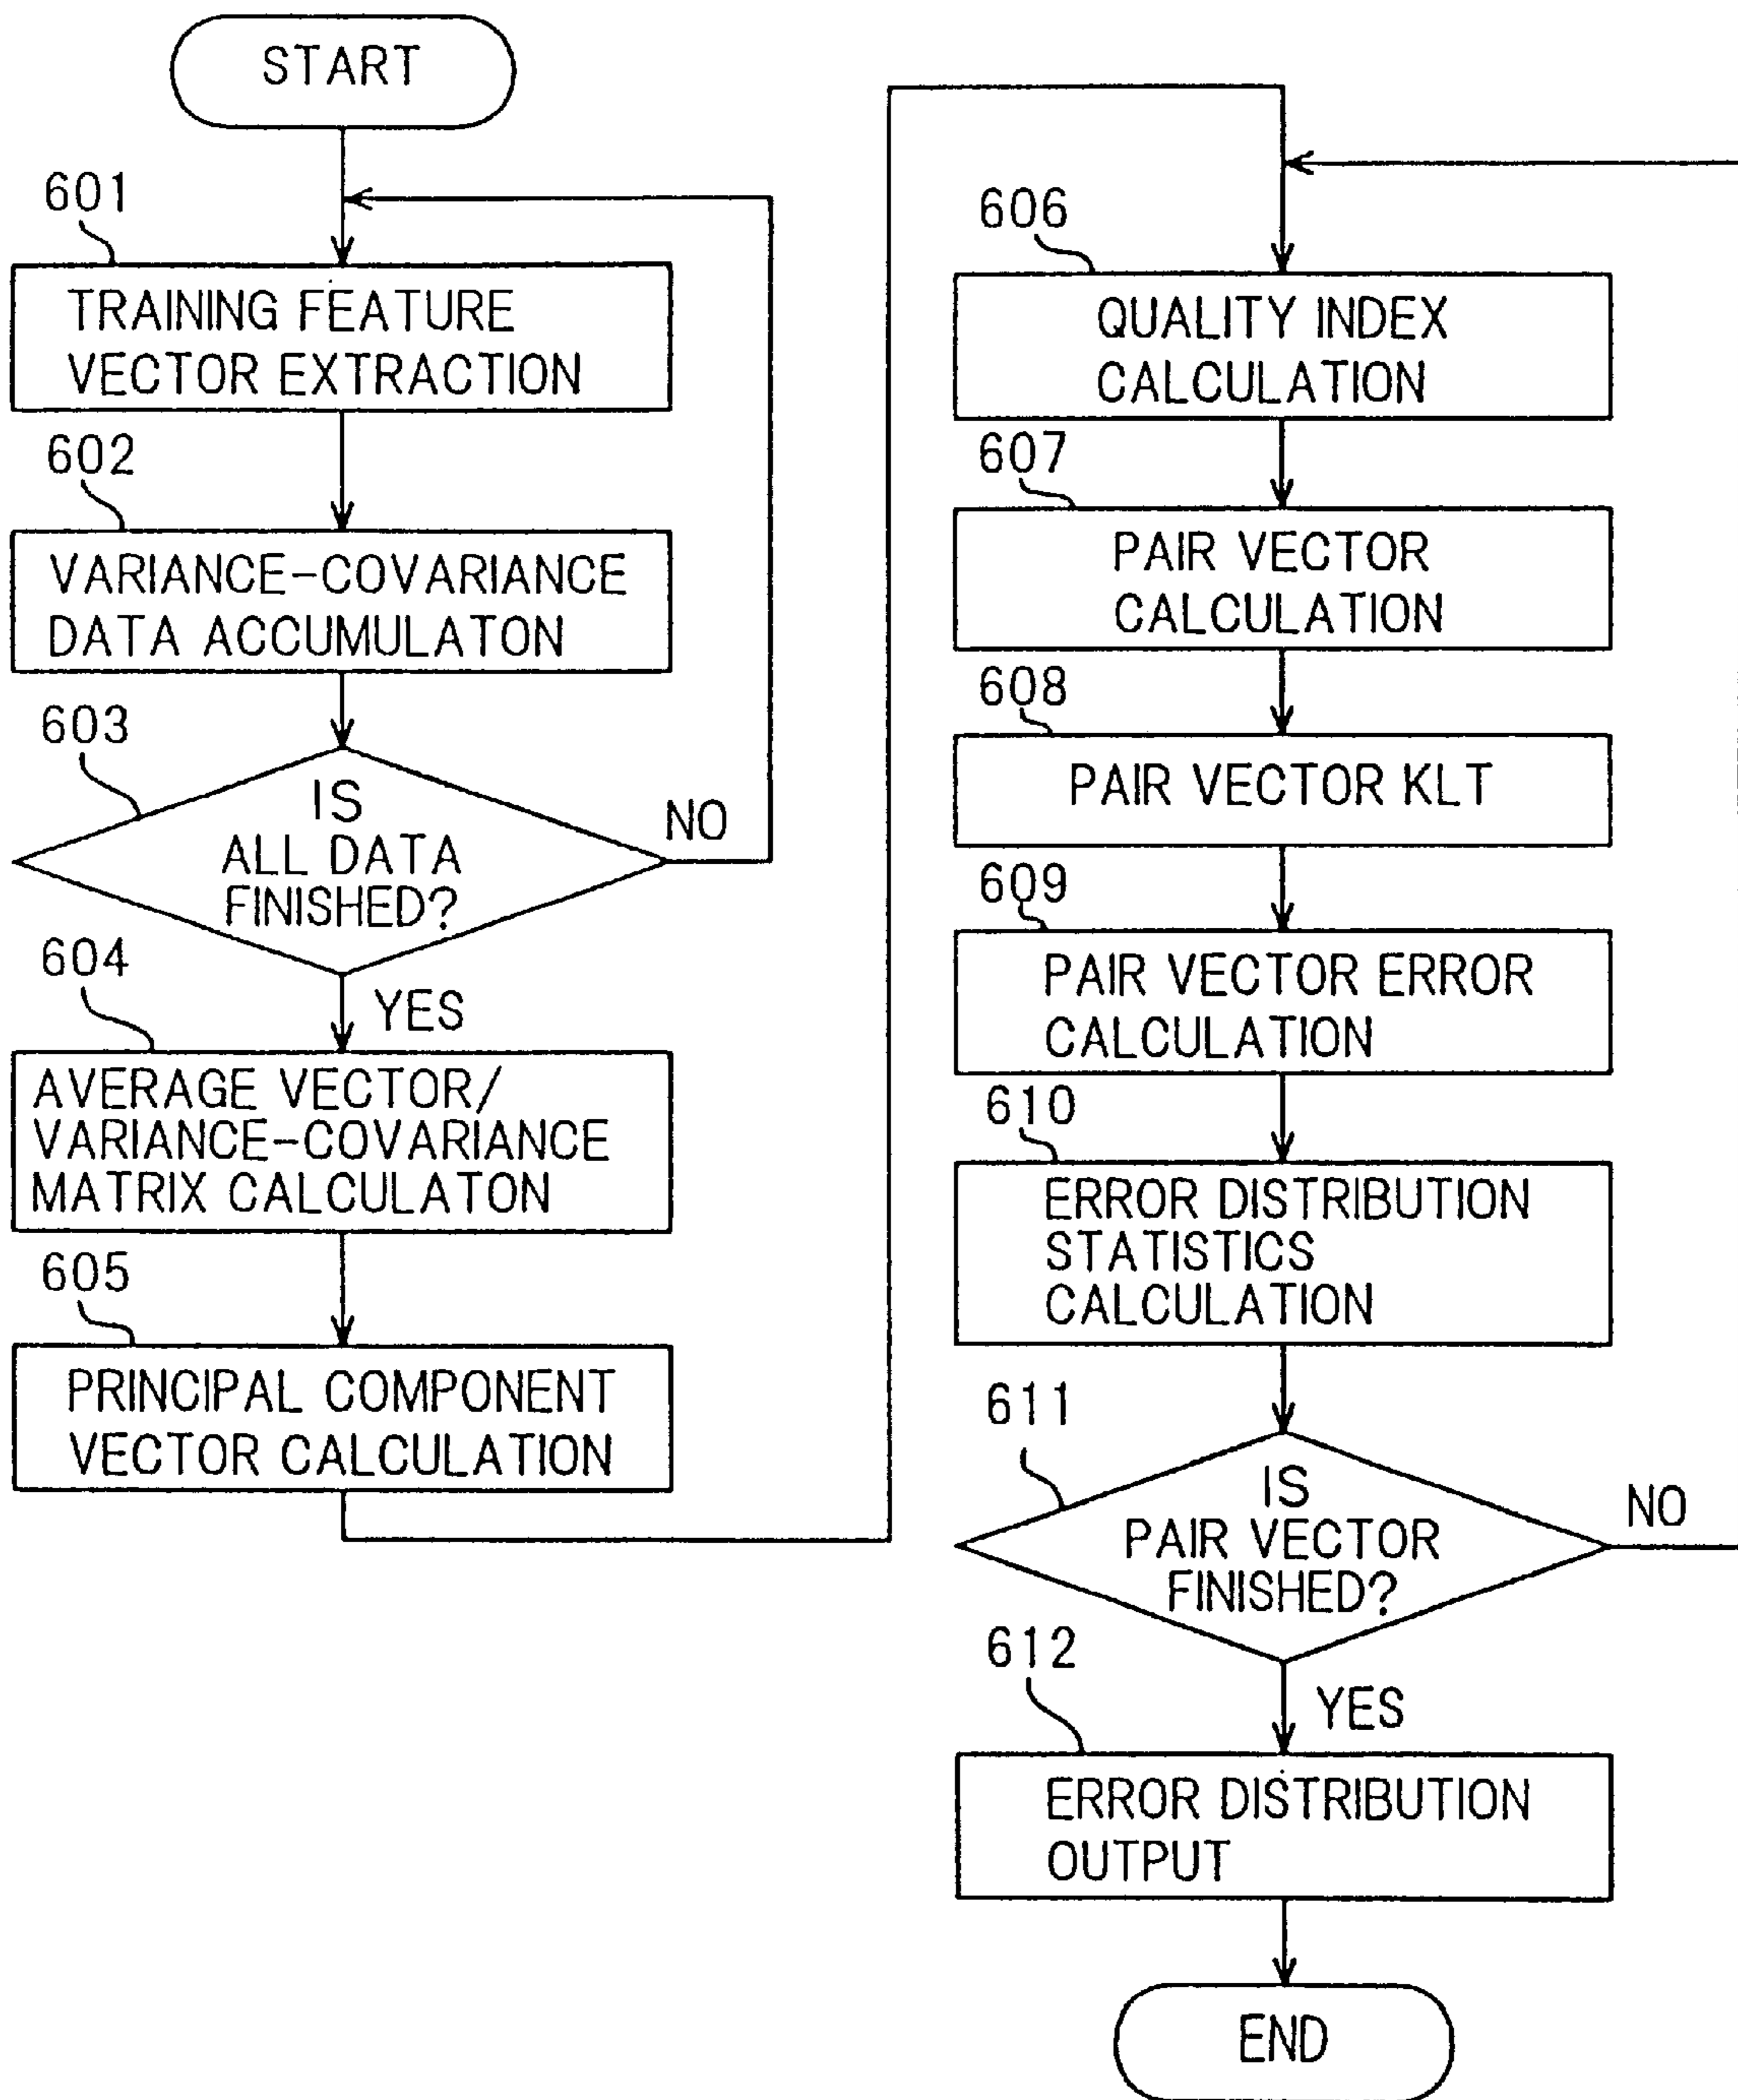 START
601
TRAINING FEATURE
VECTOR EXTRACTION
602
VARIANCE-COVARIANCE
DATA ACCUMULATON
603
IS
ALL DATA
FINISHED?
NO
604
YES
AVERAGE VECTOR/
VARIANCE-COVARIANCE
MATRIX CALCULATON
605
PRINCIPAL COMPONENT
VECTOR CALCULATION
606
QUALITY INDEX
CALCULATION
607
PAIR VECTOR
CALCULATION
608
PAIR VECTOR KLT
609
PAIR VECTOR ERROR
CALCULATION
610
ERROR DISTRIBUTION
STATISTICS
CALCULATION
611
IS
PAIR VECTOR
FINISHED?
NO
612
YES
ERROR DISTRIBUTION
OUTPUT
END